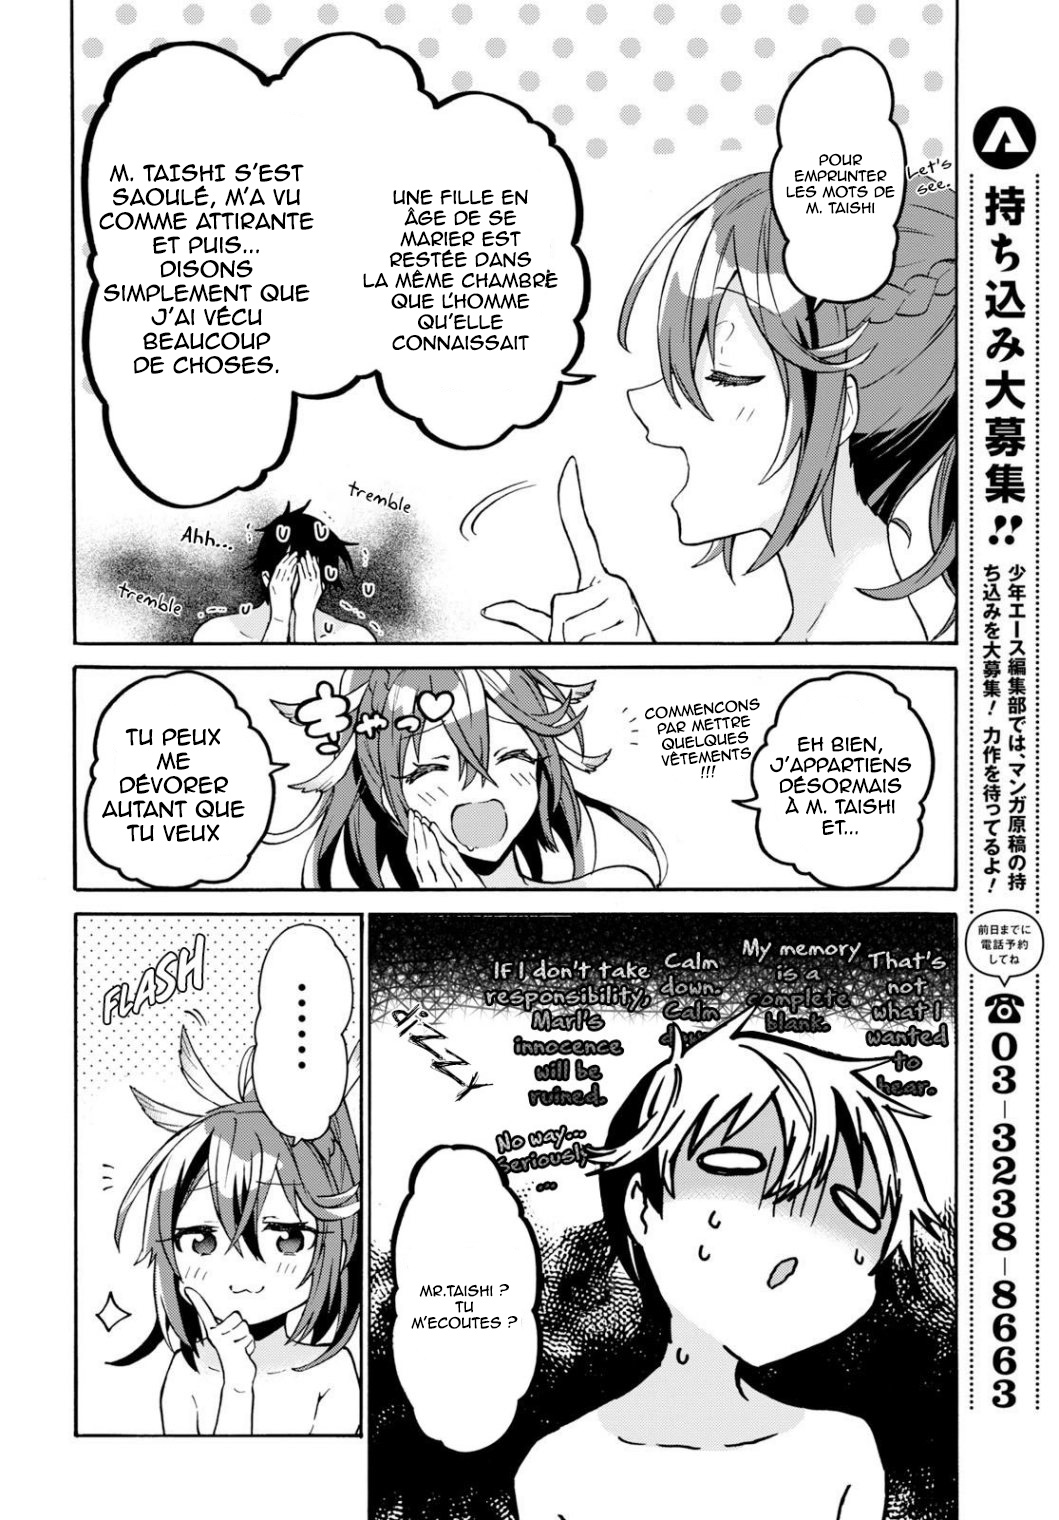 POUR
EMPRUNTER
LES MOTS DE
M. TAISHI
Let's
see.
UNE FILLE EN
ÂGE DE SE
MARIER EST
RESTÉE DANS
LA MÊME CHAMBRE
QUE L'HOMME
QU'ELLE
CONNAISSAIT
M. TAISHI S'EST
SAOULÉ, M'A VU
COMME ATTIRANTE
ET PUIS...
DISONS
SIMPLEMENT QUE
J'AI VÉCU
BEAUCOUP
DE CHOSES.
tremble
Ahh...
tremble
EH BIEN,
J'APPARTIENS
DÉSORMAIS
À M. TAISHI
ET...
COMMENCONS
PAR METTRE
QUELQUES
VÊTEMENTS
!!!
きゃっ♡
TU PEUX
ME
DÉVORER
AUTANT QUE
TU VEUX
That's
not
what I
wanted
to
hear.
My memory
is a
complete
blank.
Calm
down.
Calm
If I don't take
responsibility,
Marl's
innocence
will be
ruined.
No way...
Seriously
...
dizzy
MR.TAISHI ?
TU
M'ECOUTES ?
FLASH
......
持ち込み大募集!!
少年エース編集部では、マンガ原稿の持
ち込みを大募集! 力作を待ってるよ!
前日までに
電話予約
してね
☎03-3238-8663